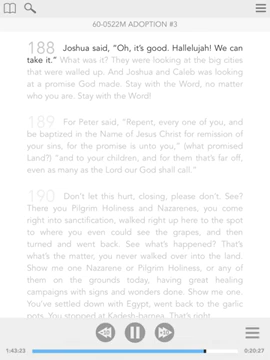 60-0522M ADOPTION #3
188 Joshua said, “Oh, it’s good. Hallelujah! We can
take it.” What was it? They were looking at the big cities
that were walled up. And Joshua and Caleb was looking
at a promise God made. Stay with the Word, no matter
who you are. Stay with the Word!
189 For Peter said, “Repent, every one of you, and
be baptized in the Name of Jesus Christ for remission of
your sins, for the promise is unto you,” (what promised
Land?) “and to your children, and for them that’s far off,
even as many as the Lord our God shall call.”
190 Don’t let this hurt, closing, please don’t. See?
There you Pilgrim Holiness and Nazarenes, you come
right into sanctification, walked right up here to the spot
to where you even could see the grapes, and then
turned and went back. See what’s happened? That’s
what’s the matter, you never walked over into the land.
Show me one Nazarene or Pilgrim Holiness, or any of
them on the grounds today, having great healing
campaigns with signs and wonders done. Show me one.
You’ve settled down with Egypt, went back to the garlic
pots. You stopped at Kadesh-barnea. That’s right.
1:43:23
1:20:27